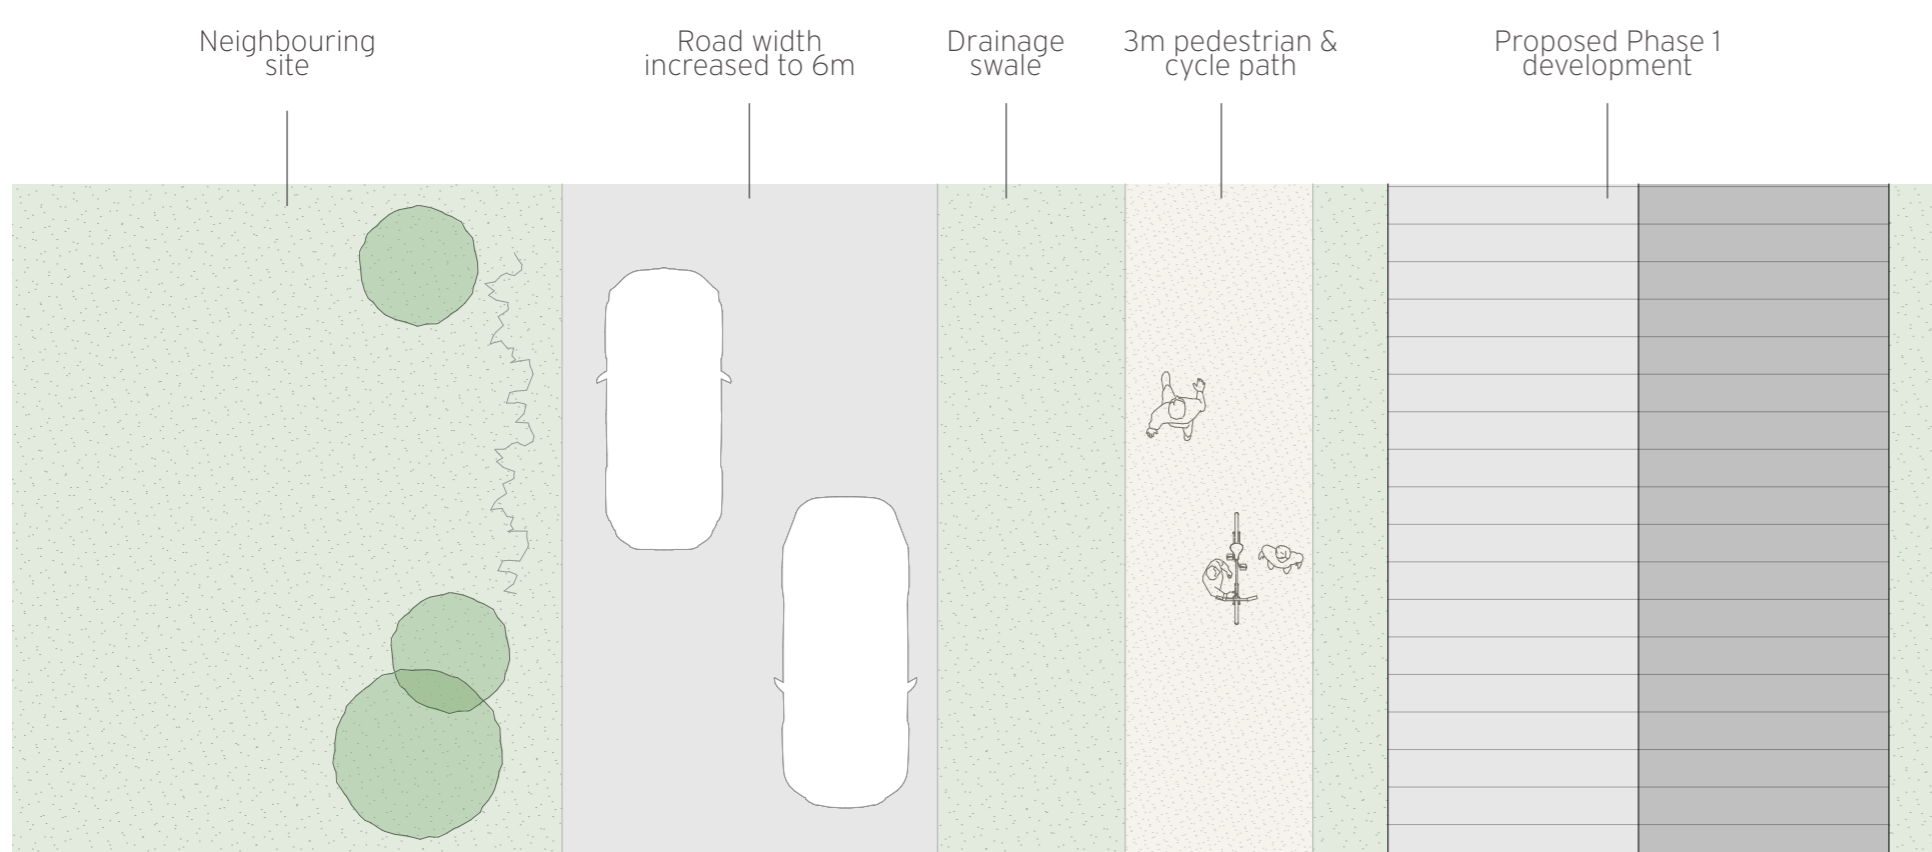 Neighbouring
site
Road width
increased to 6m
Drainage
swale
3m pedestrian &
cycle path
Proposed Phase 1
development